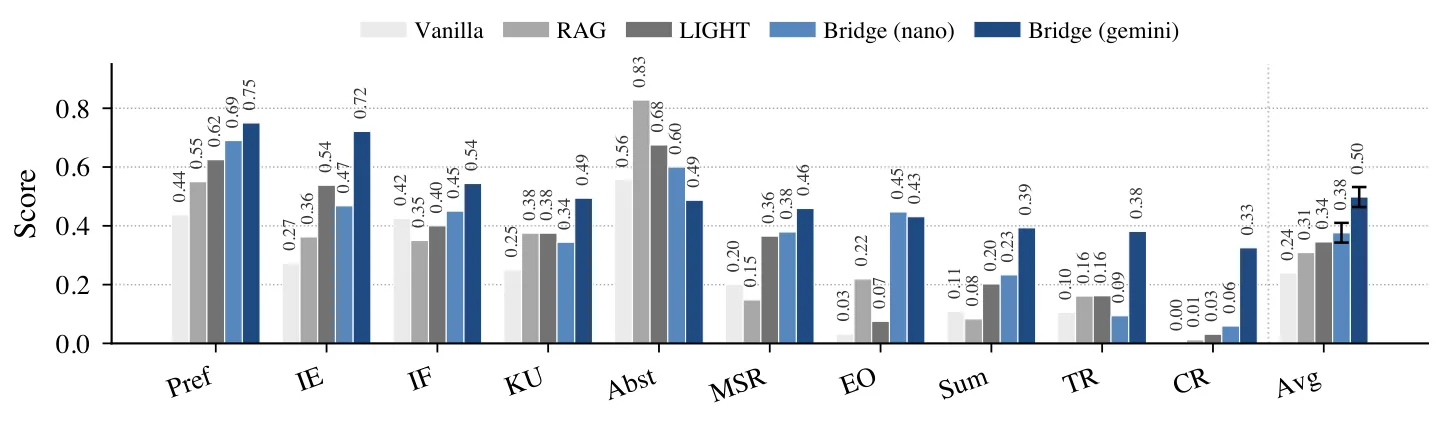 Vanilla RAG LIGHT Bridge (nano) Bridge (gemini)
Score
0.8
0.6
0.4
0.2
0.0
0.44 0.55 0.62 0.69 0.75
0.27 0.36 0.54 0.47 0.72
0.42 0.35 0.40 0.45 0.54
0.25 0.38 0.38 0.34 0.49
0.56 0.83 0.68 0.60 0.49
0.20 0.15 0.36 0.38 0.46
0.03 0.22 0.07 0.45 0.43
0.11 0.08 0.20 0.23 0.39
0.10 0.16 0.16 0.09 0.38
0.00 0.01 0.03 0.06 0.33
0.24 0.31 0.34 0.38 0.50
Pref IE IF KU Abst MSR EO Sum TR CR Avg